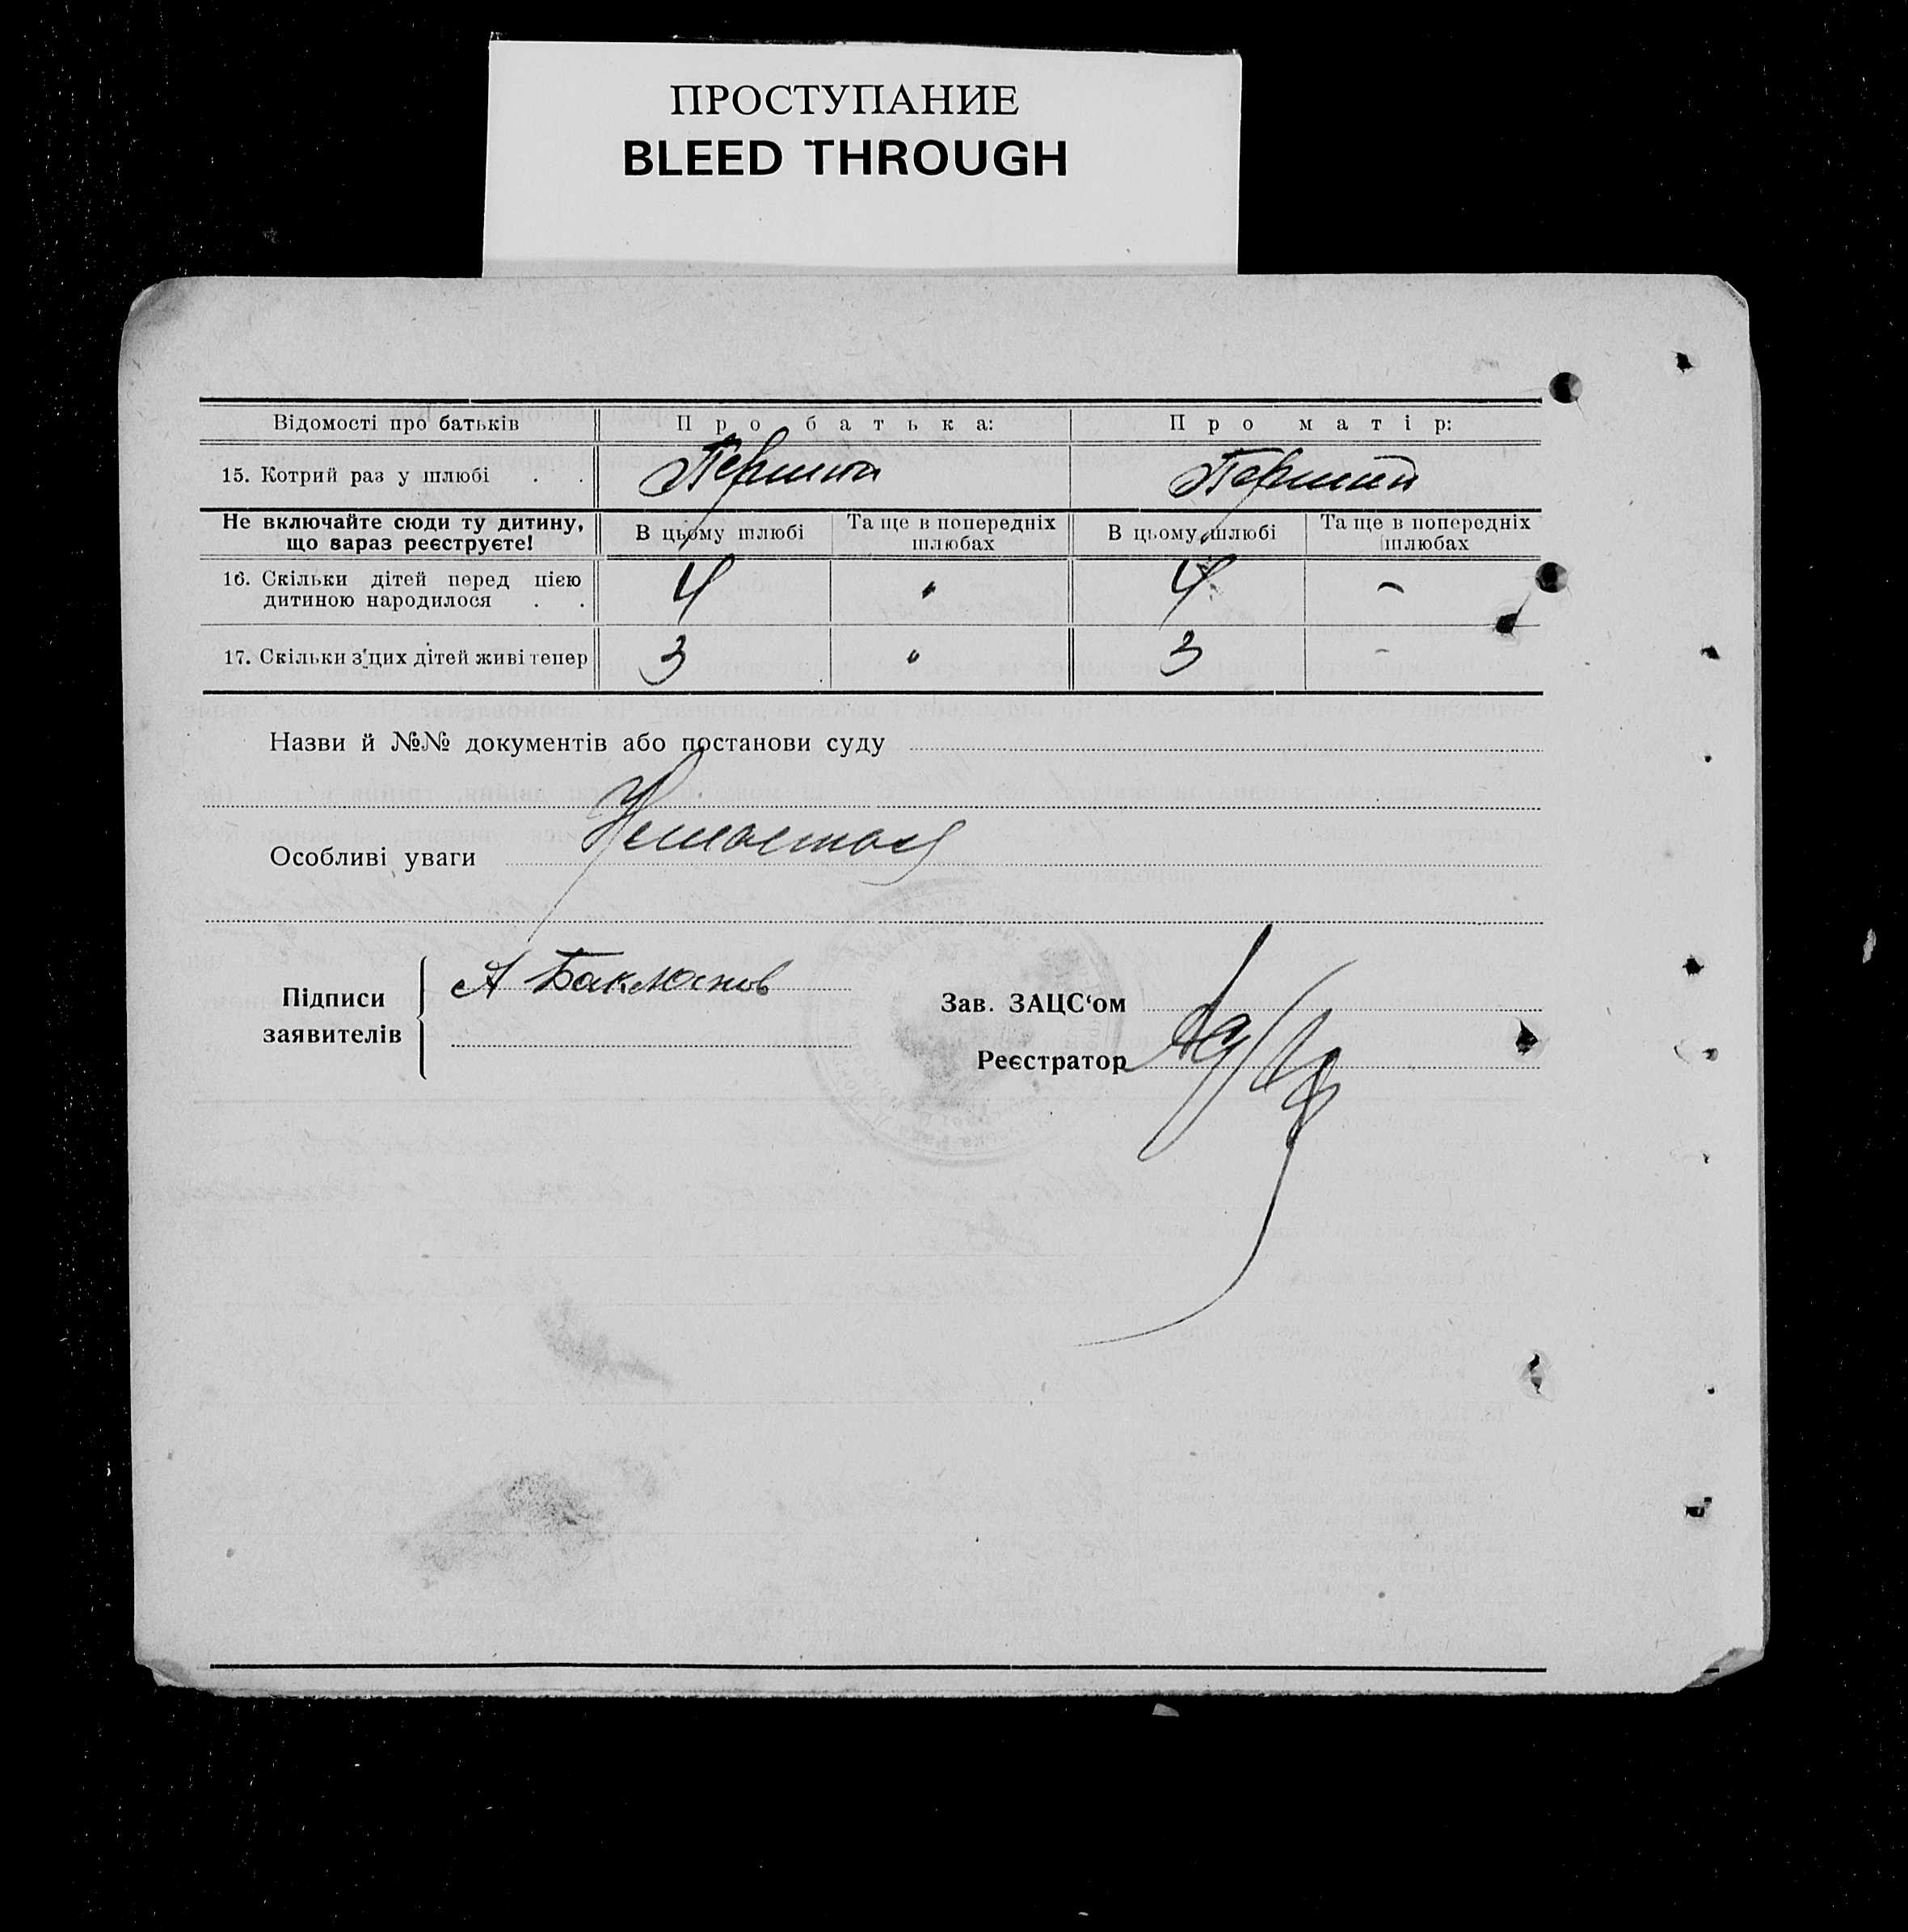 ПРОСТУПАНИЕ
BLEED THROUGH
Відомості про батьків Про батька: Про матір:
15. Котрий раз у шлюбі . . Перший Перший
Не включайте сюди ту дитину, що зараз реєструєте! В цьому шлюбі Та ще в попередніх шлюбах В цьому шлюбі Та ще в попередніх шлюбах
16. Скільки дітей перед цією дитиною народилося . . 4 " 4 –
17. Скільки з'цих дітей живі тепер 3 " 3 -
Назви й №№ документів або постанови суду
Особливі уваги
Підписи заявителів
А Бакланов
Зав. ЗАЦС‘ом
Реєстратор